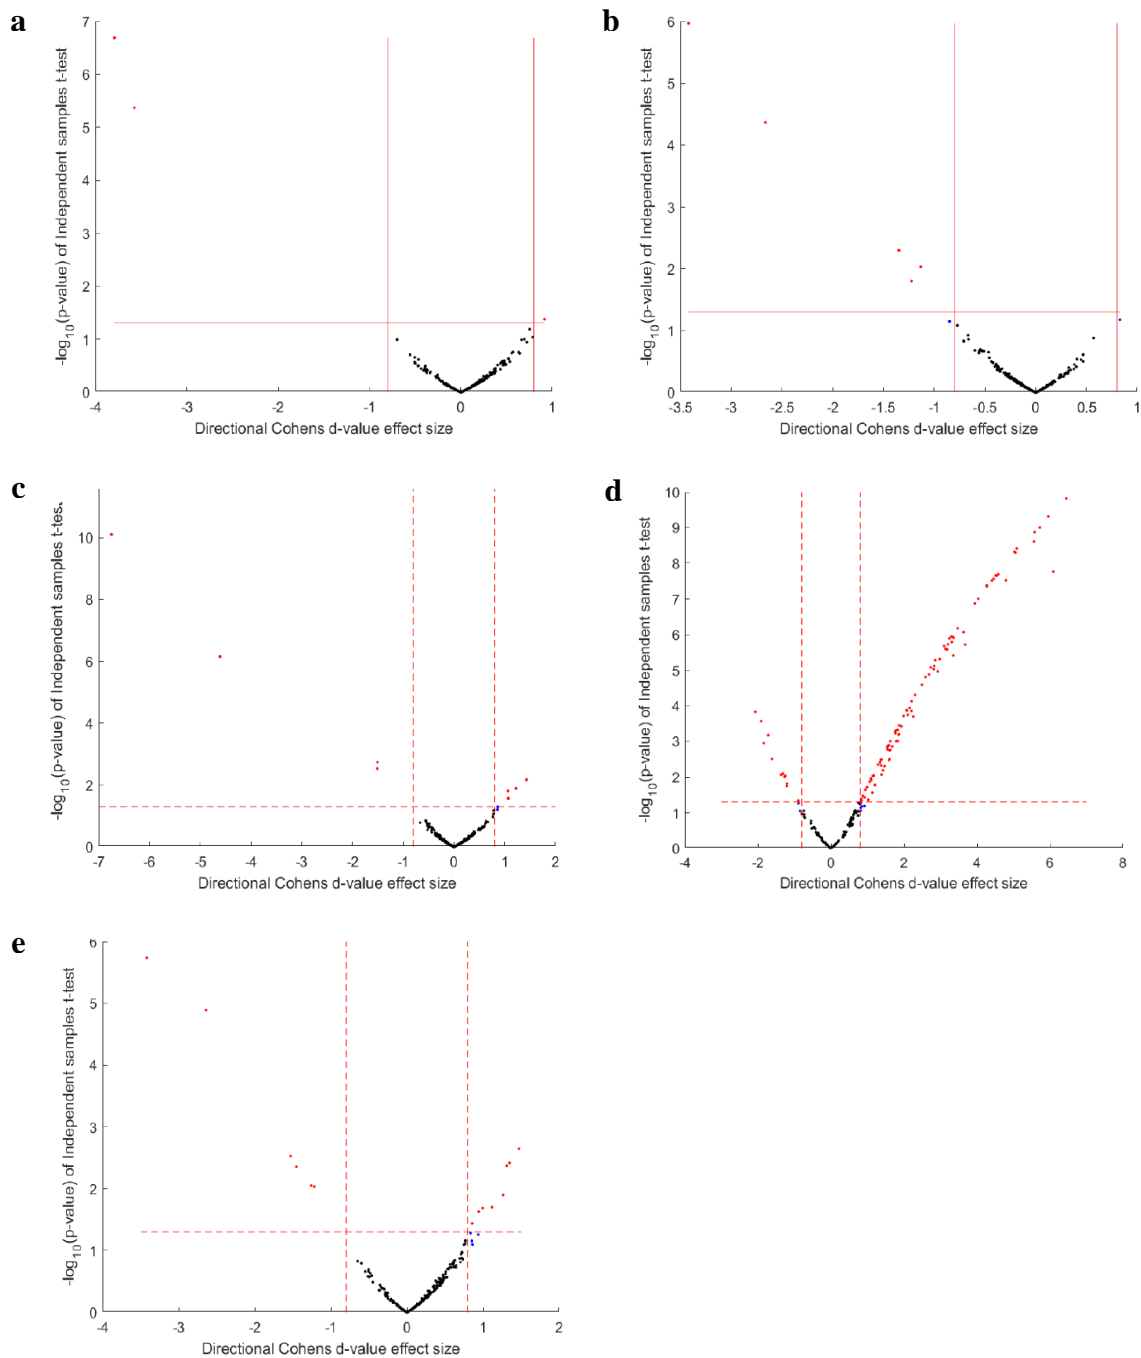 a
-log10(p-value) of Independent samples t-test
7
6
5
4
3
2
1
0
-4 -3 -2 -1 0 1
Directional Cohens d-value effect size
b
-log10(p-value) of Independent samples t-test
6
5
4
3
2
1
0
-3.5 -3 -2.5 -2 -1.5 -1 -0.5 0 0.5 1
Directional Cohens d-value effect size
c
-log10(p-value) of Independent samples t-tes
10
8
6
4
2
0
-7 -6 -5 -4 -3 -2 -1 0 1 2
Directional Cohens d-value effect size
d
-log10(p-value) of Independent samples t-test
10
9
8
7
6
5
4
3
2
1
0
-4 -2 0 2 4 6 8
Directional Cohens d-value effect size
e
-log10(p-value) of Independent samples t-test
6
5
4
3
2
1
0
-4 -3 -2 -1 0 1 2
Directional Cohens d-value effect size